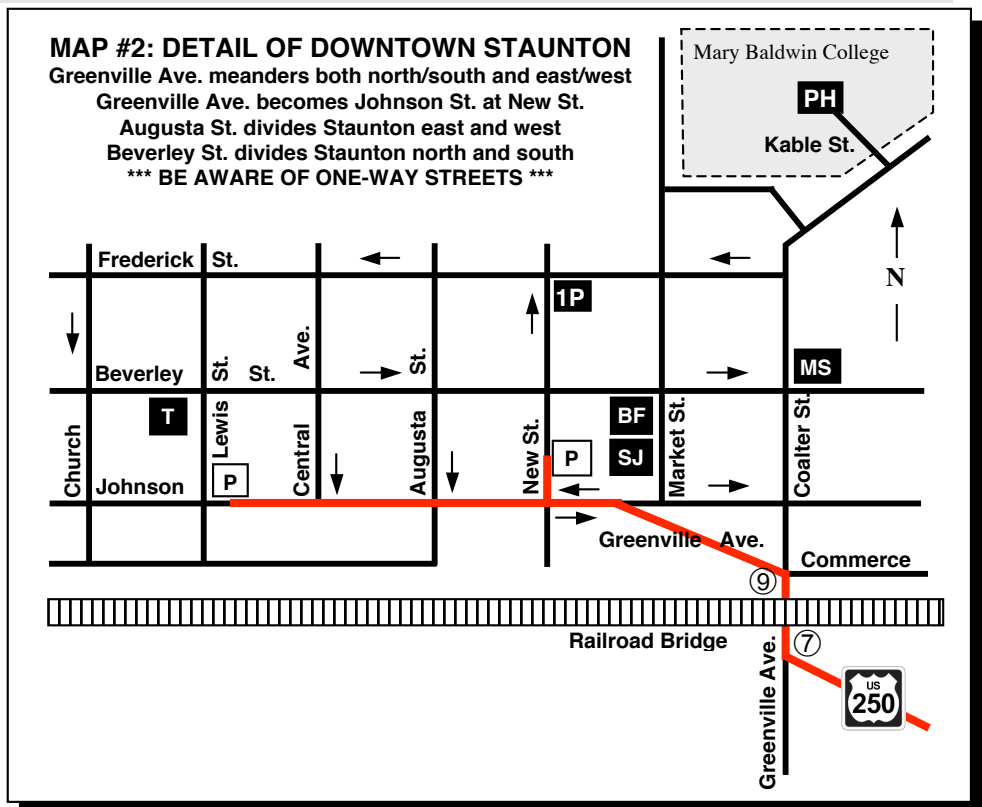 MAP #2: DETAIL OF DOWNTOWN STAUNTON
Greenville Ave. meanders both north/south and east/west
Greenville Ave. becomes Johnson St. at New St.
Augusta St. divides Staunton east and west
Beverley St. divides Staunton north and south
*** BE AWARE OF ONE-WAY STREETS ***
Mary Baldwin College
PH
Kable St.
N
Frederick St.
1P
Beverley St.
MS
T
BF
SJ
P
P
Church
Lewis St.
Central Ave.
Augusta St.
New St.
Market St.
Coalter St.
Johnson
Greenville Ave.
Commerce
⑨
Railroad Bridge
⑦
Greenville Ave.
US
250